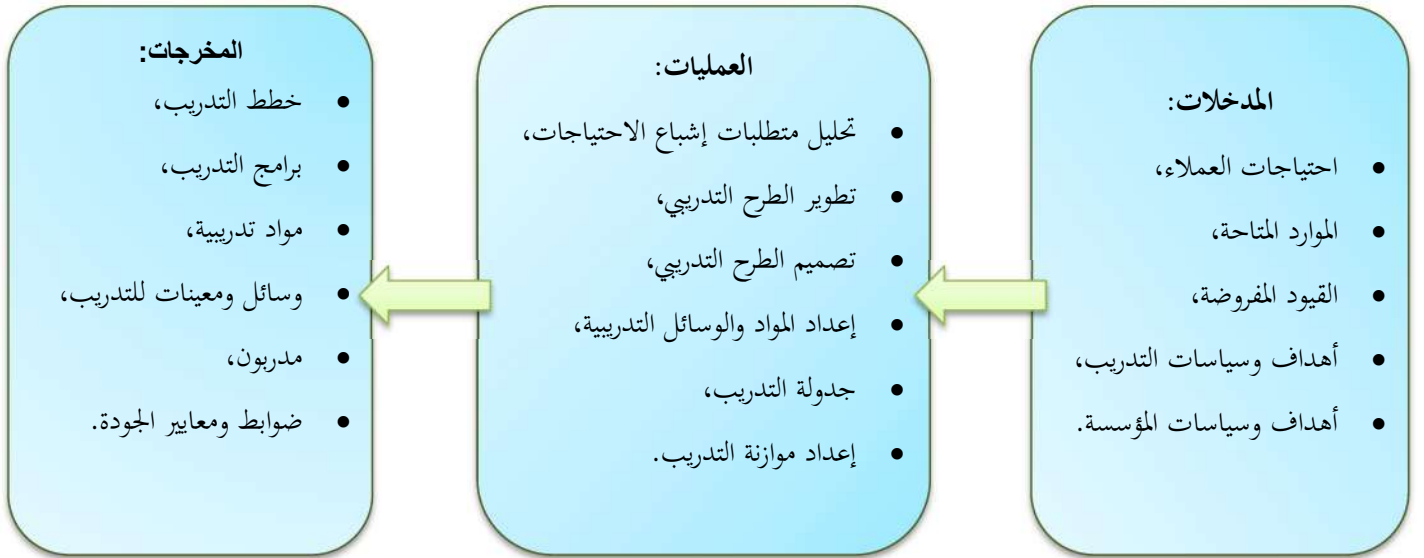 المدخلات:
• احتياجات العملاء،
• الموارد المتاحة،
• القيود المفروضة،
• أهداف وسياسات التدريب،
• أهداف وسياسات المؤسسة.
العمليات:
• تحليل متطلبات إشباع الاحتياجات،
• تطوير الطرح التدريبي،
• تصميم الطرح التدريبي،
• إعداد المواد والوسائل التدريبية،
• جدولة التدريب،
• إعداد موازنة التدريب.
المخرجات:
• خطط التدريب،
• برامج التدريب،
• مواد تدريبية،
• وسائل ومعينات للتدريب،
• مدربون،
• ضوابط ومعايير الجودة.